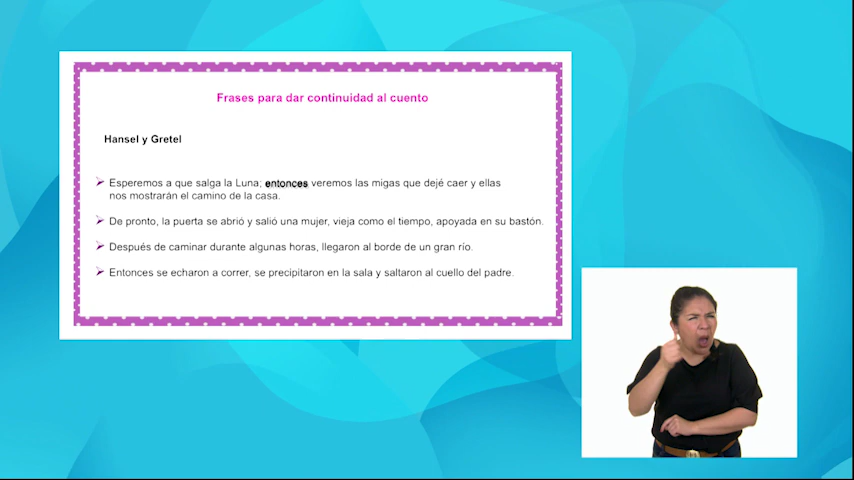 Frases para dar continuidad al cuento
Hansel y Gretel
Esperemos a que salga la Luna; entonces veremos las migas que dejé caer y ellas
nos mostrarán el camino de la casa.
De pronto, la puerta se abrió y salió una mujer, vieja como el tiempo, apoyada en su bastón.
Después de caminar durante algunas horas, llegaron al borde de un gran río.
Entonces se echaron a correr, se precipitaron en la sala y saltaron al cuello del padre.